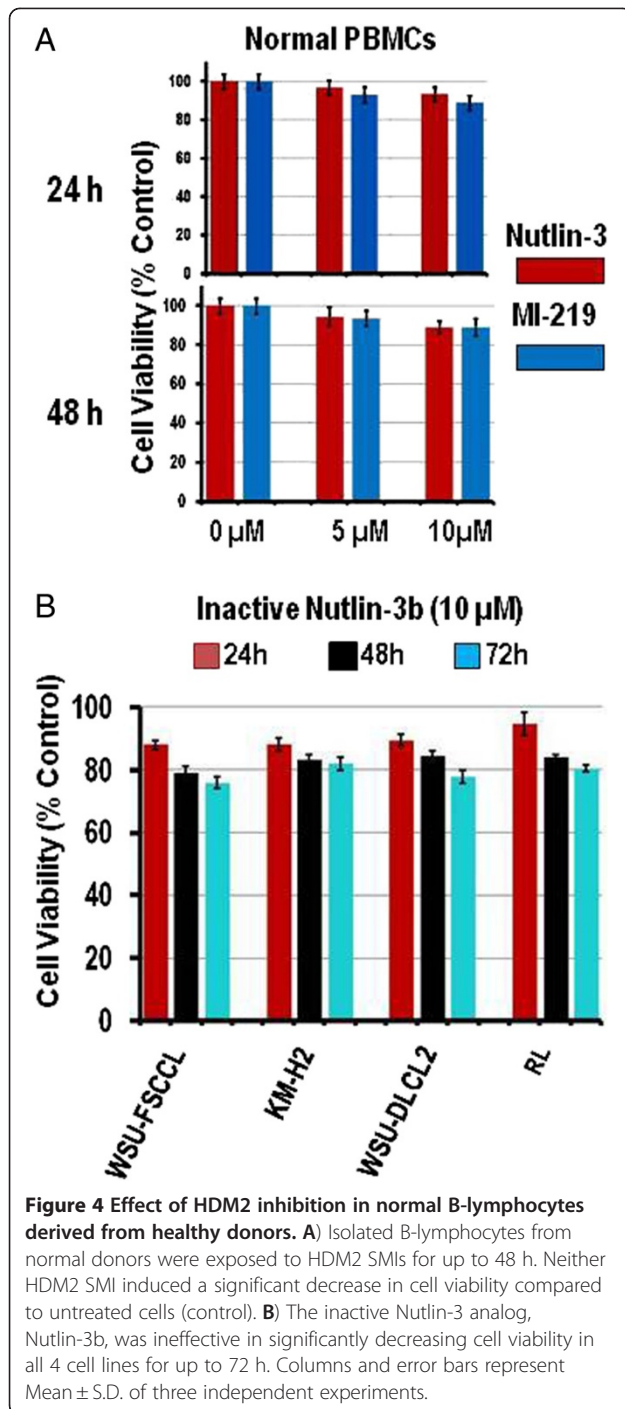 A
Normal PBMCs
24 h
48 h
Cell Viability (% Control)
100
80
60
40
20
0
100
80
60
40
20
0
0 µM
5 µM
10µM
Nutlin-3
MI-219
B
Inactive Nutlin-3b (10 µM)
24h
48h
72h
Cell Viability (% Control)
100
80
60
40
20
0
WSU-FSCCL
KM-H2
WSU-DLCL2
RL
Figure 4 Effect of HDM2 inhibition in normal B-lymphocytes
derived from healthy donors. A) Isolated B-lymphocytes from
normal donors were exposed to HDM2 SMIs for up to 48 h. Neither
HDM2 SMI induced a significant decrease in cell viability compared
to untreated cells (control). B) The inactive Nutlin-3 analog,
Nutlin-3b, was ineffective in significantly decreasing cell viability in
all 4 cell lines for up to 72 h. Columns and error bars represent
Mean ± S.D. of three independent experiments.